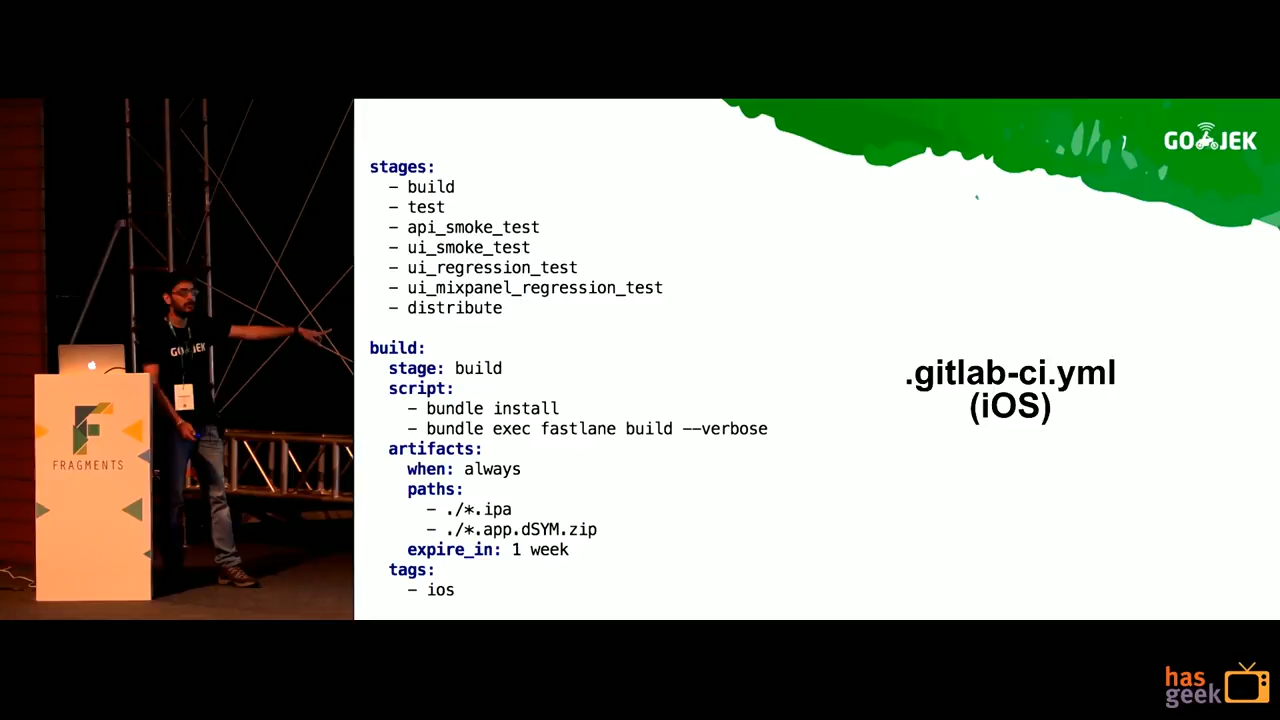 GOJEK
stages:
- build
- test
- api_smoke_test
- ui_smoke_test
- ui_regression_test
- ui_mixpanel_regression_test
- distribute
build:
stage: build
script:
- bundle install
- bundle exec fastlane build --verbose
artifacts:
when: always
paths:
- ./*.ipa
- ./*.app.dSYM.zip
expire_in: 1 week
tags:
- ios
.gitlab-ci.yml
(iOS)
GOJEK
FRAGMENTS
has
geek